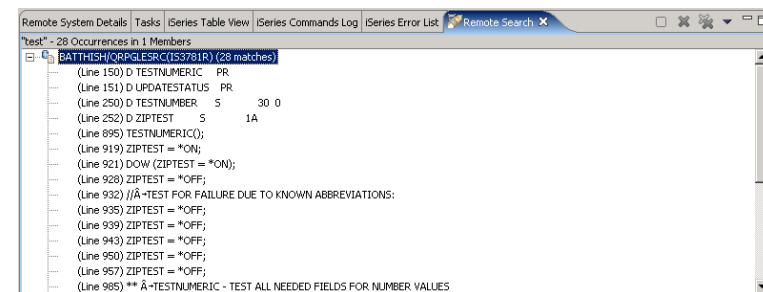 Remote System Details Tasks iSeries Table View iSeries Commands Log iSeries Error List Remote Search
"test" - 28 Occurrences in 1 Members
BATTHISH/QRPGLESRC(IS3781R) (28 matches)
(Line 150) D TESTNUMERIC PR
(Line 151) D UPDATESTATUS PR
(Line 250) D TESTNUMBER S 30 0
(Line 252) D ZIPTEST S 1A
(Line 895) TESTNUMERIC();
(Line 919) ZIPTEST = *ON;
(Line 921) DOW (ZIPTEST = *ON);
(Line 928) ZIPTEST = *OFF;
(Line 932) //Â¬TEST FOR FAILURE DUE TO KNOWN ABBREVIATIONS:
(Line 935) ZIPTEST = *OFF;
(Line 939) ZIPTEST = *OFF;
(Line 943) ZIPTEST = *OFF;
(Line 950) ZIPTEST = *OFF;
(Line 957) ZIPTEST = *OFF;
(Line 985) ** Â¬TESTNUMERIC - TEST ALL NEEDED FIELDS FOR NUMBER VALUES